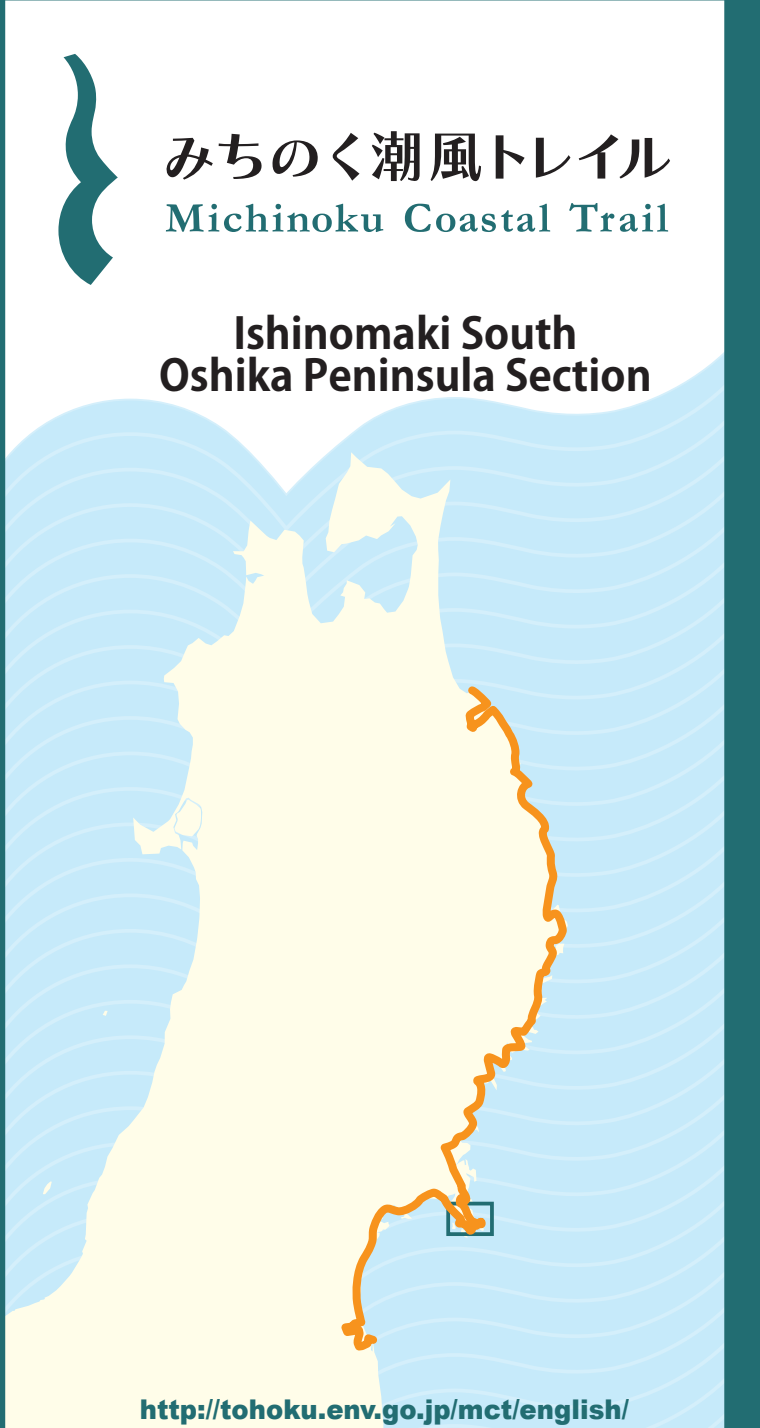 みちのく潮風トレイル
Michinoku Coastal Trail
Ishinomaki South
Oshika Peninsula Section
http://tohoku.env.go.jp/mct/english/